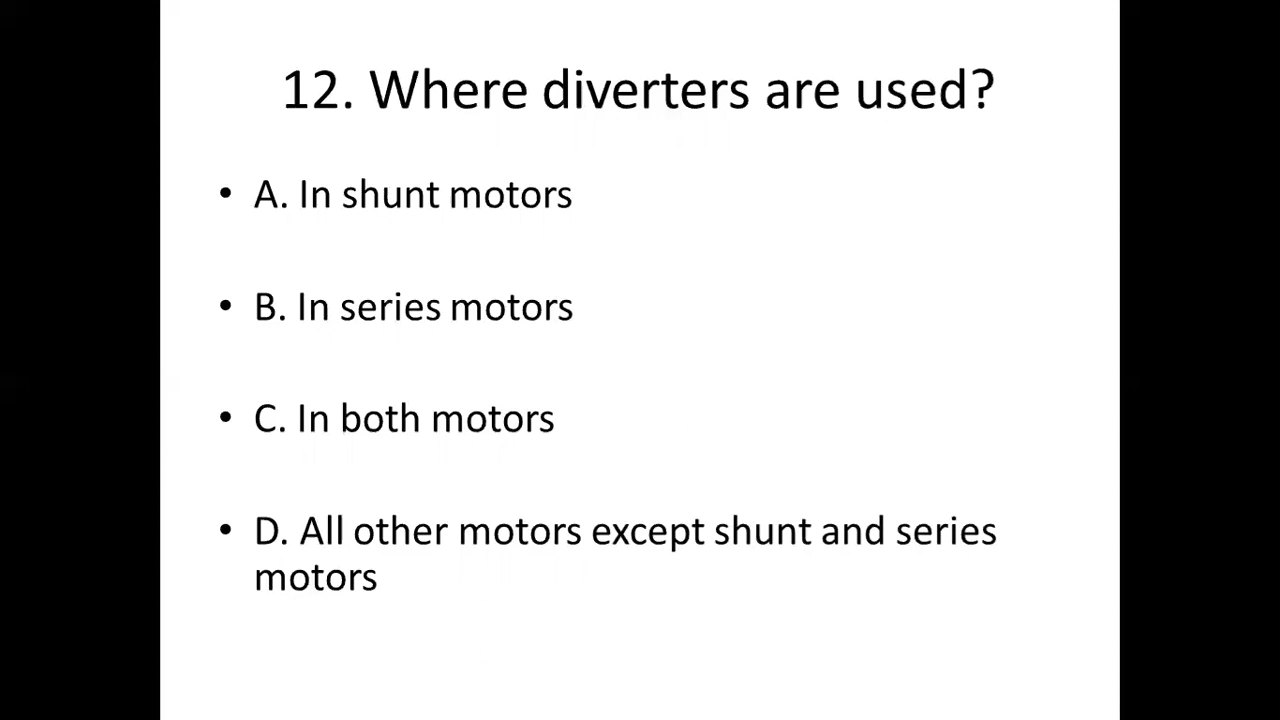 12. Where diverters are used?
• A. In shunt motors
• B. In series motors
• C. In both motors
• D. All other motors except shunt and series
motors